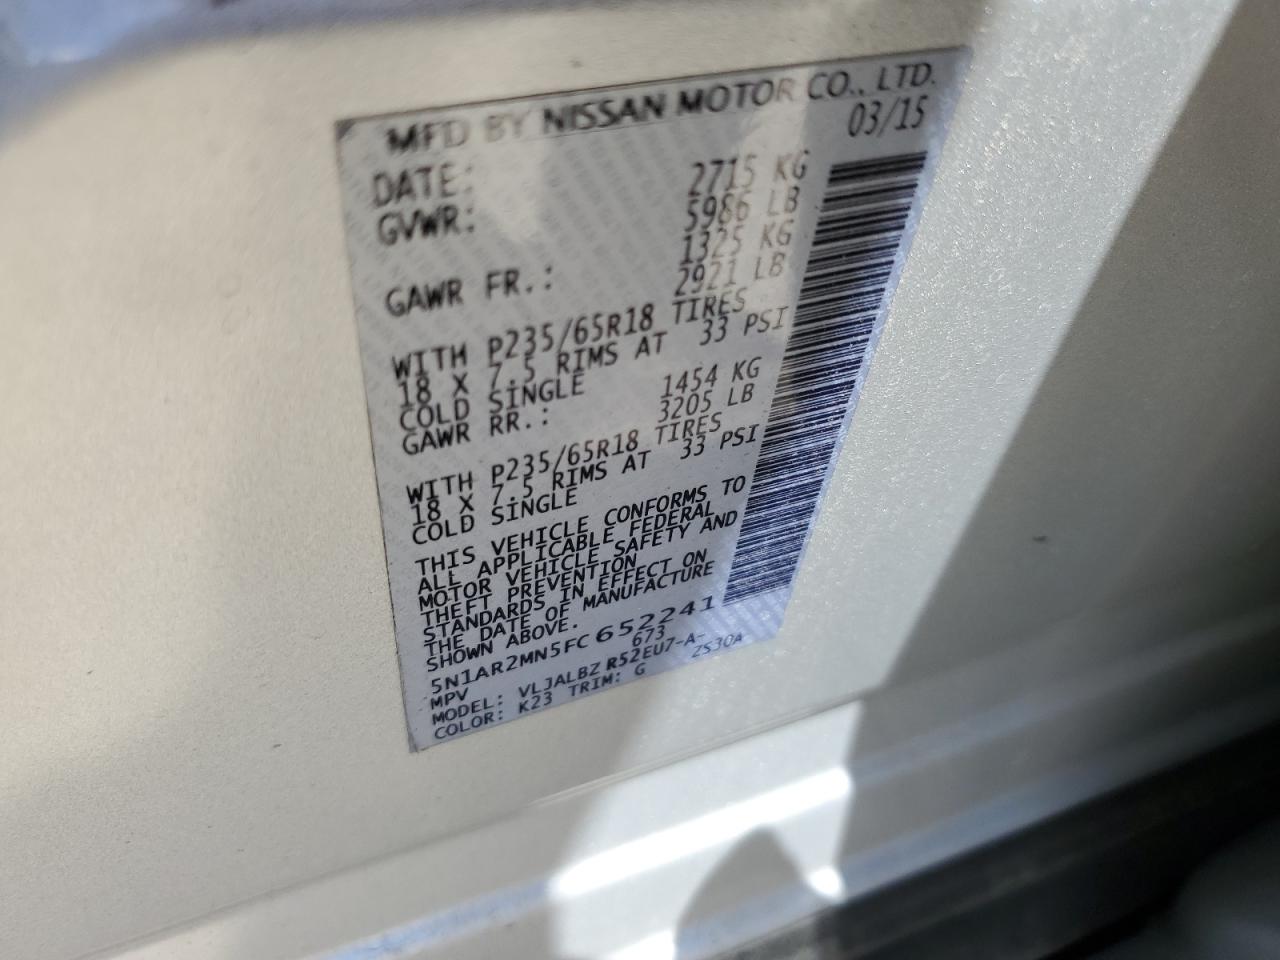 MFD BY NISSAN MOTOR CO., LTD.
DATE: 03/15
GVWR: 2715 KG
5986 LB
GAWR FR.: 1325 KG
2921 LB
WITH P235/65R18 TIRES
18 X 7.5 RIMS AT 33 PSI
COLD SINGLE
GAWR RR.: 1454 KG
3205 LB
WITH P235/65R18 TIRES
18 X 7.5 RIMS AT 33 PSI
COLD SINGLE
THIS VEHICLE CONFORMS TO
ALL APPLICABLE FEDERAL
MOTOR VEHICLE SAFETY AND
THEFT PREVENTION
STANDARDS IN EFFECT ON
THE DATE OF MANUFACTURE
SHOWN ABOVE.
5N1AR2MN5FC652241
MPV 673
MODEL: VLJALBZ R52EU7-A-
COLOR: K23 TRIM: G ZS30A